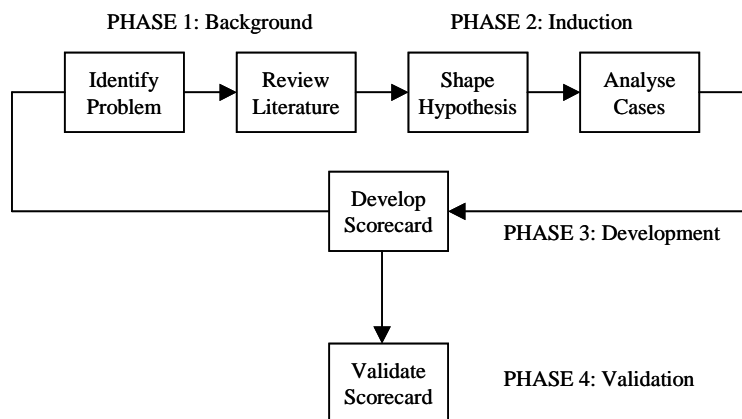 PHASE 1: Background
PHASE 2: Induction
Identify
Problem
Review
Literature
Shape
Hypothesis
Analyse
Cases
Develop
Scorecard
PHASE 3: Development
Validate
Scorecard
PHASE 4: Validation